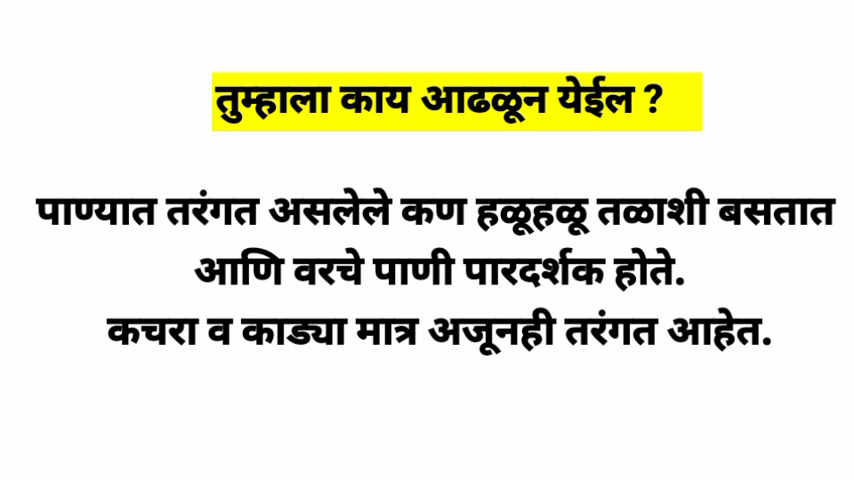 तुम्हाला काय आढळून येईल ?
पाण्यात तरंगत असलेले कण हळूहळू तळाशी बसतात
आणि वरचे पाणी पारदर्शक होते.
कचरा व काड्या मात्र अजूनही तरंगत आहेत.